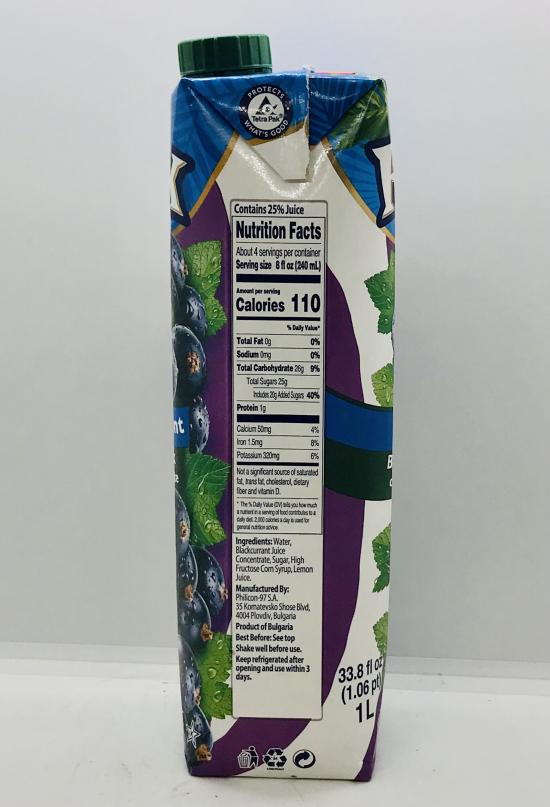 PROTECTS
Tetra Pak®
WHAT'S GOOD
Contains 25% Juice
Nutrition Facts
About 4 servings per container
Serving size 8 fl oz (240 mL)
Amount per serving
Calories 110
% Daily Value*
Total Fat 0g 0%
Sodium 0mg 0%
Total Carbohydrate 26g 9%
Total Sugars 25g
Includes 20g Added Sugars 40%
Protein 1g
Calcium 50mg 4%
Iron 1.5mg 8%
Potassium 320mg 6%
Not a significant source of saturated
fat, trans fat, cholesterol, dietary
fiber and vitamin D.
* The % Daily Value (DV) tells you how much
a nutrient in a serving of food contributes to a
daily diet. 2,000 calories a day is used for
general nutrition advice.
Ingredients: Water,
Blackcurrant Juice
Concentrate, Sugar, High
Fructose Corn Syrup, Lemon
Juice.
Manufactured By:
Philicon-97 S.A.
35 Komatevsko Shose Blvd,
4004 Plovdiv, Bulgaria
Product of Bulgaria
Best Before: See top
Shake well before use.
Keep refrigerated after
opening and use within 3
days.
33.8 fl oz
(1.06 pt)
1L
nt
B